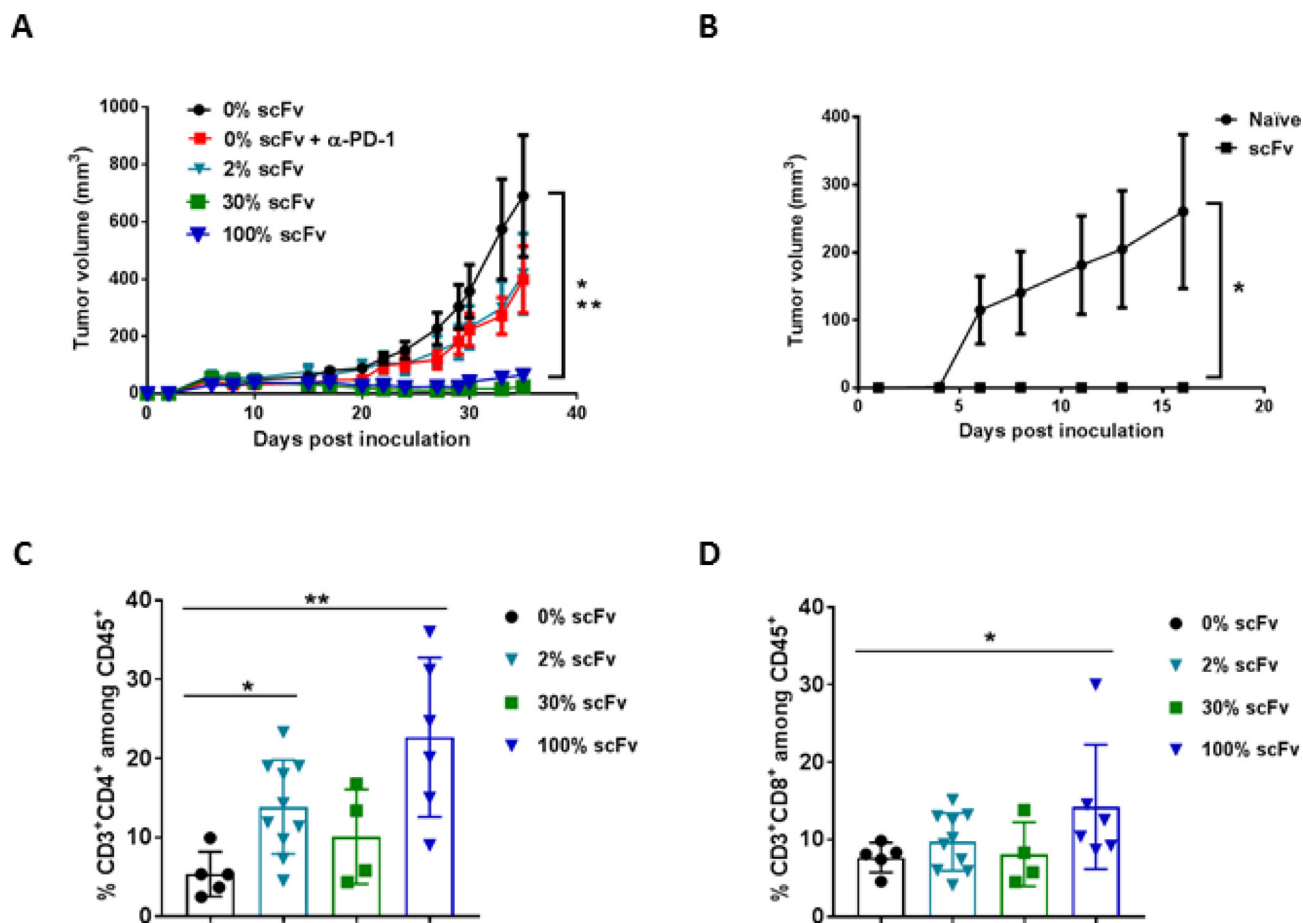 A
B
1000
800
600
400
200
0
Tumor volume (mm³)
0% scFv
0% scFv + α-PD-1
2% scFv
30% scFv
100% scFv
*
**
0 10 20 30 40
Days post inoculation
400
300
200
100
0
Tumor volume (mm³)
Naïve
scFv
*
0 5 10 15 20
Days post inoculation
C
D
40
30
20
10
0
% CD3⁺CD4⁺ among CD45⁺
**
*
0% scFv
2% scFv
30% scFv
100% scFv
40
30
20
10
0
% CD3⁺CD8⁺ among CD45⁺
*
0% scFv
2% scFv
30% scFv
100% scFv